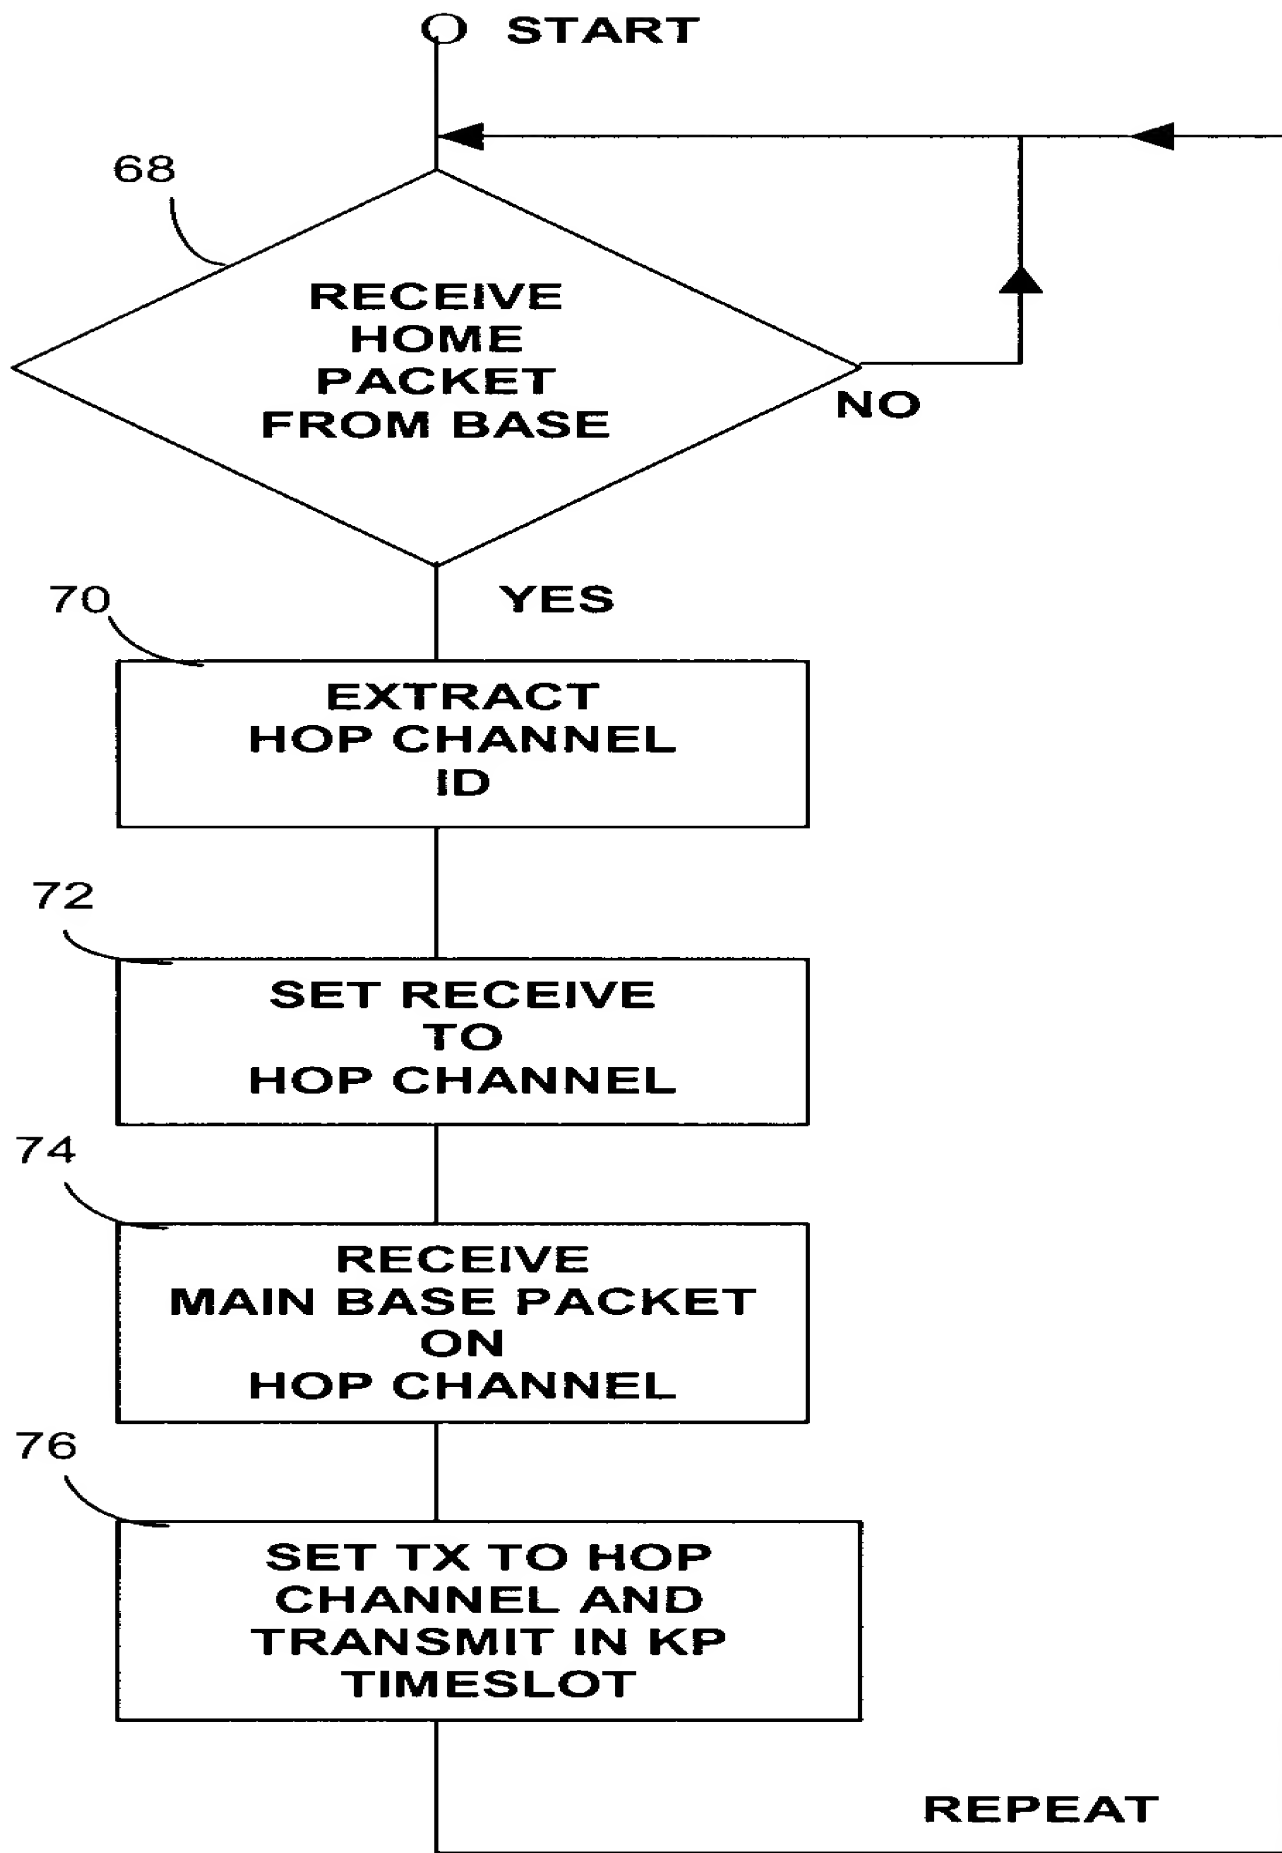 START
68
RECEIVE
HOME
PACKET
FROM BASE
NO
70
YES
EXTRACT
HOP CHANNEL
ID
72
SET RECEIVE
TO
HOP CHANNEL
74
RECEIVE
MAIN BASE PACKET
ON
HOP CHANNEL
76
SET TX TO HOP
CHANNEL AND
TRANSMIT IN KP
TIMESLOT
REPEAT